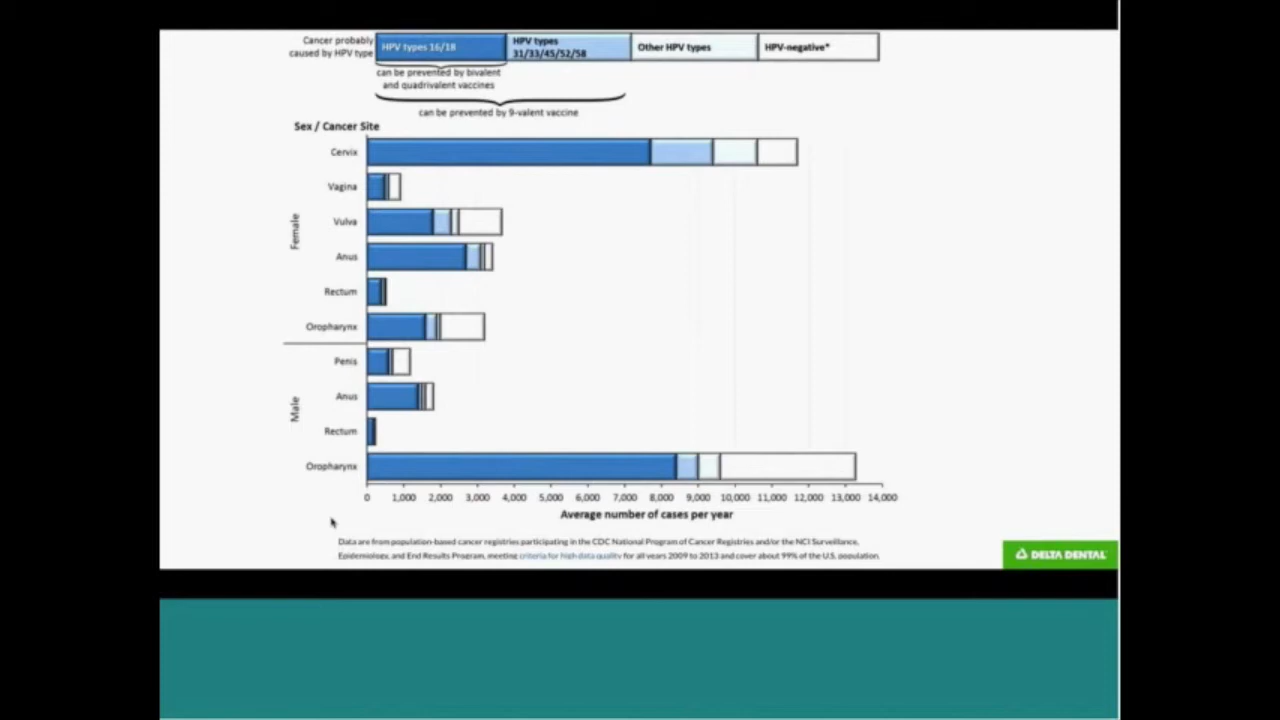 Cancer probably
caused by HPV type
HPV types 16/18
HPV types
31/33/45/52/58
Other HPV types
HPV-negative*
can be prevented by bivalent
and quadrivalent vaccines
can be prevented by 9-valent vaccine
Sex / Cancer Site
Female
Cervix
Vagina
Vulva
Anus
Rectum
Oropharynx
Male
Penis
Anus
Rectum
Oropharynx
0 1,000 2,000 3,000 4,000 5,000 6,000 7,000 8,000 9,000 10,000 11,000 12,000 13,000 14,000
Average number of cases per year
Data are from population-based cancer registries participating in the CDC National Program of Cancer Registries and/or the NCI Surveillance,
Epidemiology, and End Results Program, meeting criteria for high data quality for all years 2009 to 2013 and cover about 99% of the U.S. population.
DELTA DENTAL